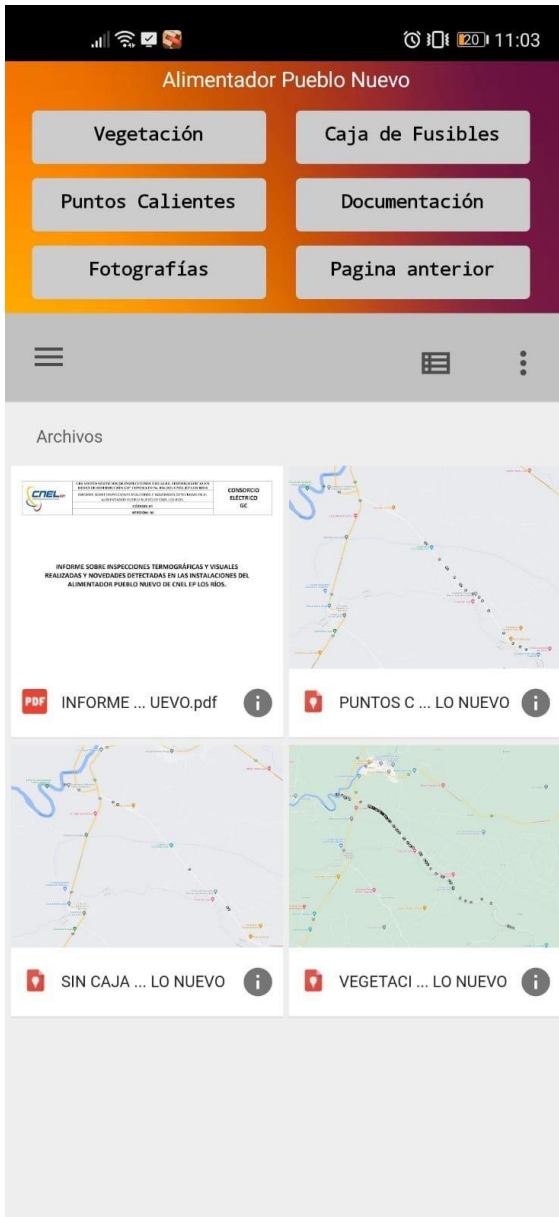 20 11:03
Alimentador Pueblo Nuevo
Vegetación
Caja de Fusibles
Puntos Calientes
Documentación
Fotografías
Pagina anterior
Archivos
CNEL EP
CONSORCIO
ELÉCTRICO
GC
INFORME SOBRE INSPECCIONES TERMOGRÁFICAS Y VISUALES
REALIZADAS Y NOVEDADES DETECTADAS EN LAS INSTALACIONES DEL
ALIMENTADOR PUEBLO NUEVO DE CNEL EP LOS RÍOS.
PDF INFORME ... UEVO.pdf
PUNTOS C ... LO NUEVO
SIN CAJA ... LO NUEVO
VEGETACI ... LO NUEVO